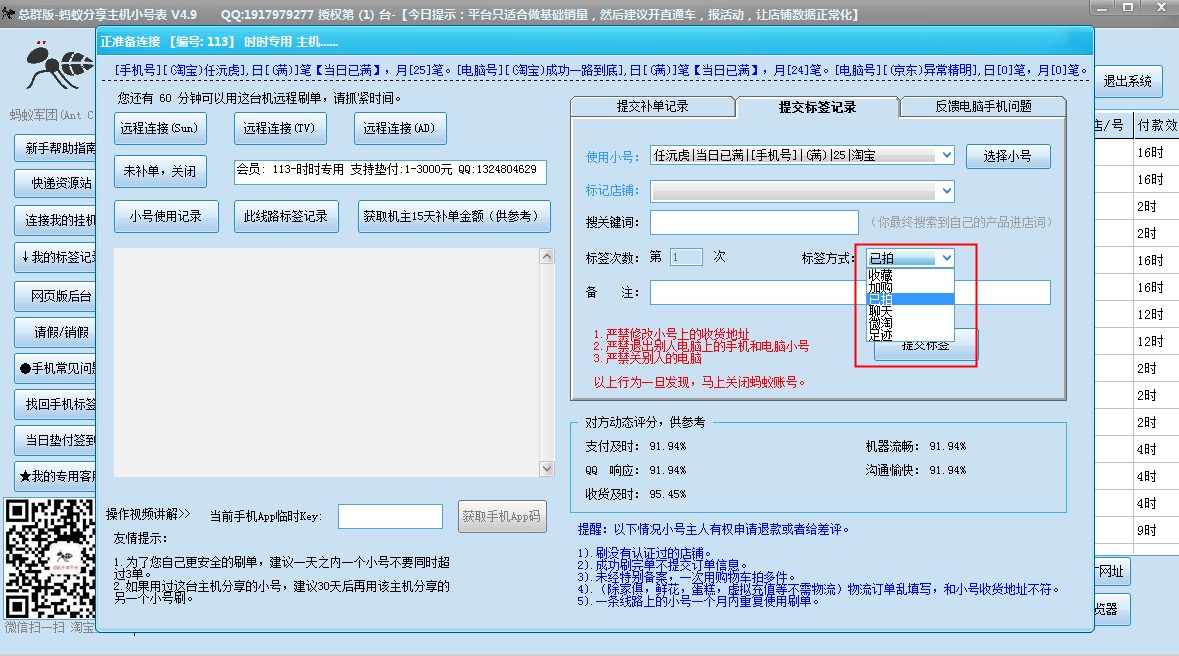 总群版-蚂蚁分享主机小号表 V4.9 QQ:1917979277 授权第 (1) 台-【今日提示：平台只适合做基础销量，然后建议开直通车，报活动，让店铺数据正常化】
正准备连接 【编号: 113】 时时专用 主机......
[手机号][(淘宝)任沅虎],日[(满)]笔【当日已满】，月[25]笔。[电脑号][(淘宝)成功一路到底],日[(满)]笔【当日已满】，月[24]笔。[电脑号][(京东)异常精明],日[0]笔，月[0]笔。
您还有 60 分钟可以用这台机远程刷单，请抓紧时间。
远程连接(Sun) 远程连接(TV) 远程连接(AD)
未补单，关闭 会员: 113-时时专用 支持垫付:1-3000元 QQ:1324804629
小号使用记录 此线路标签记录 获取机主15天补单金额（供参考）
蚂蚁军团(Ant C
新手帮助指南
快递资源站
连接我的挂机
↓我的标签记录
网页版后台
请假/销假
●手机常见问题
找回手机标签
当日垫付签到
★我的专用客服
微信扫一扫 淘宝
提交补单记录 提交标签记录 反馈电脑手机问题
使用小号: 任沅虎|当日已满|[手机号]|(满)|25|淘宝 选择小号
标记店铺:
搜关键词: （你最终搜索到自己的产品进店词）
标签次数: 第 1 次 标签方式: 已拍
收藏
加购
已拍
聊天
微淘
足迹
备 注:
提交标签
1. 严禁修改小号上的收货地址
2. 严禁退出别人电脑上的手机和电脑小号
3. 严禁关别人的电脑
以上行为一旦发现，马上关闭蚂蚁账号。
对方动态评分，供参考
支付及时: 91.94% 机器流畅: 91.94%
QQ 响应: 91.94% 沟通愉快: 91.94%
收货及时: 95.45%
操作视频讲解>> 当前手机App临时Key: 获取手机App码
友情提示:
1.为了您自己更安全的刷单，建议一天之内一个小号不要同时超
过3单。
2.如果用过这台主机分享的小号，建议30天后再用该主机分享的
另一个小号刷。
提醒: 以下情况小号主人有权申请退款或者给差评。
1).刷没有认证过的店铺。
2).成功刷完单不提交订单信息。
3).未经特别备案，一次用购物车拍多件。
4).（除家俱，鲜花，蛋糕，虚拟充值等不需物流）物流订单乱填写，和小号收货地址不符。
5).一条线路上的小号一个月内重复使用刷单。
退出系统
店/号 付款效
16时
16时
2时
2时
16时
16时
12时
12时
2时
2时
2时
4时
4时
4时
9时
网址
览器